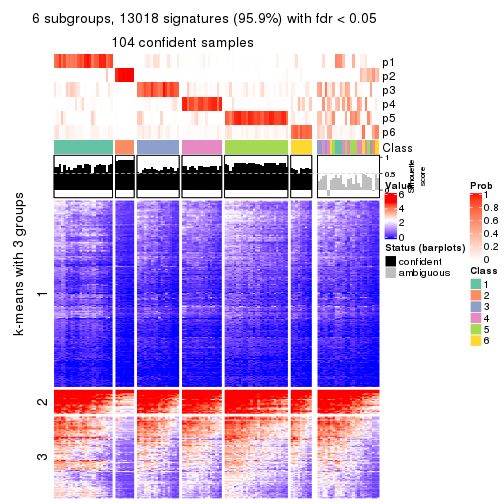 6 subgroups, 13018 signatures (95.9%) with fdr < 0.05
104 confident samples
p1
p2
p3
p4
p5
p6
Class
1
0.5
0
Silhouette
score
k-means with 3 groups
1
2
3
Value
6
4
2
0
Status (barplots)
confident
ambiguous
Prob
1
0.8
0.6
0.4
0.2
0
Class
1
2
3
4
5
6